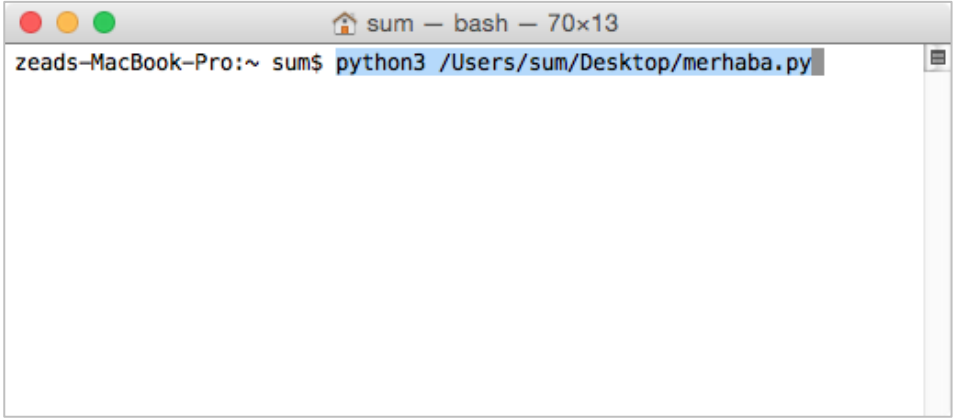 sum — bash — 70×13
zeads-MacBook-Pro:~ sum$ python3 /Users/sum/Desktop/merhaba.py